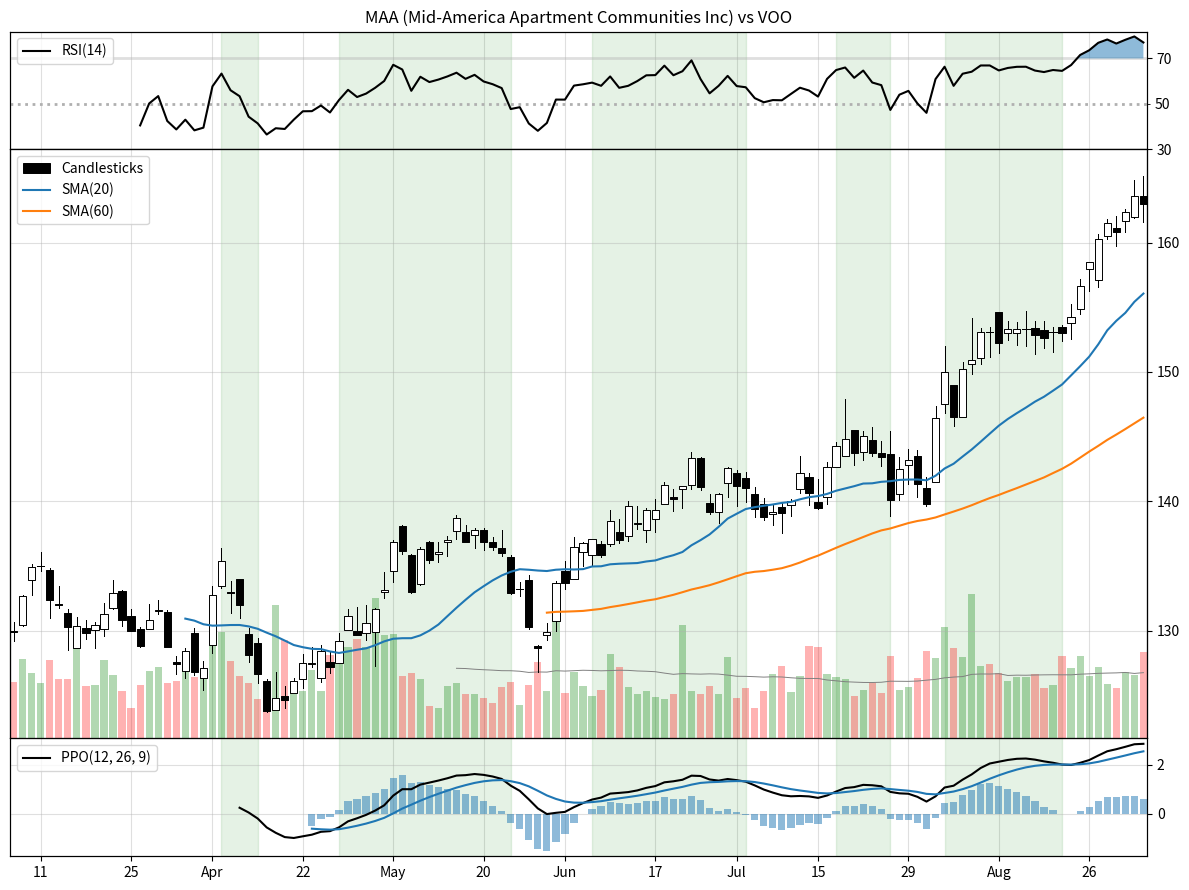 MAA (Mid-America Apartment Communities Inc) vs VOO
RSI(14)
70
50
30
Candlesticks
SMA(20)
SMA(60)
160
150
140
130
PPO(12, 26, 9)
2
0
11 25 Apr 22 May 20 Jun 17 Jul 15 29 Aug 26